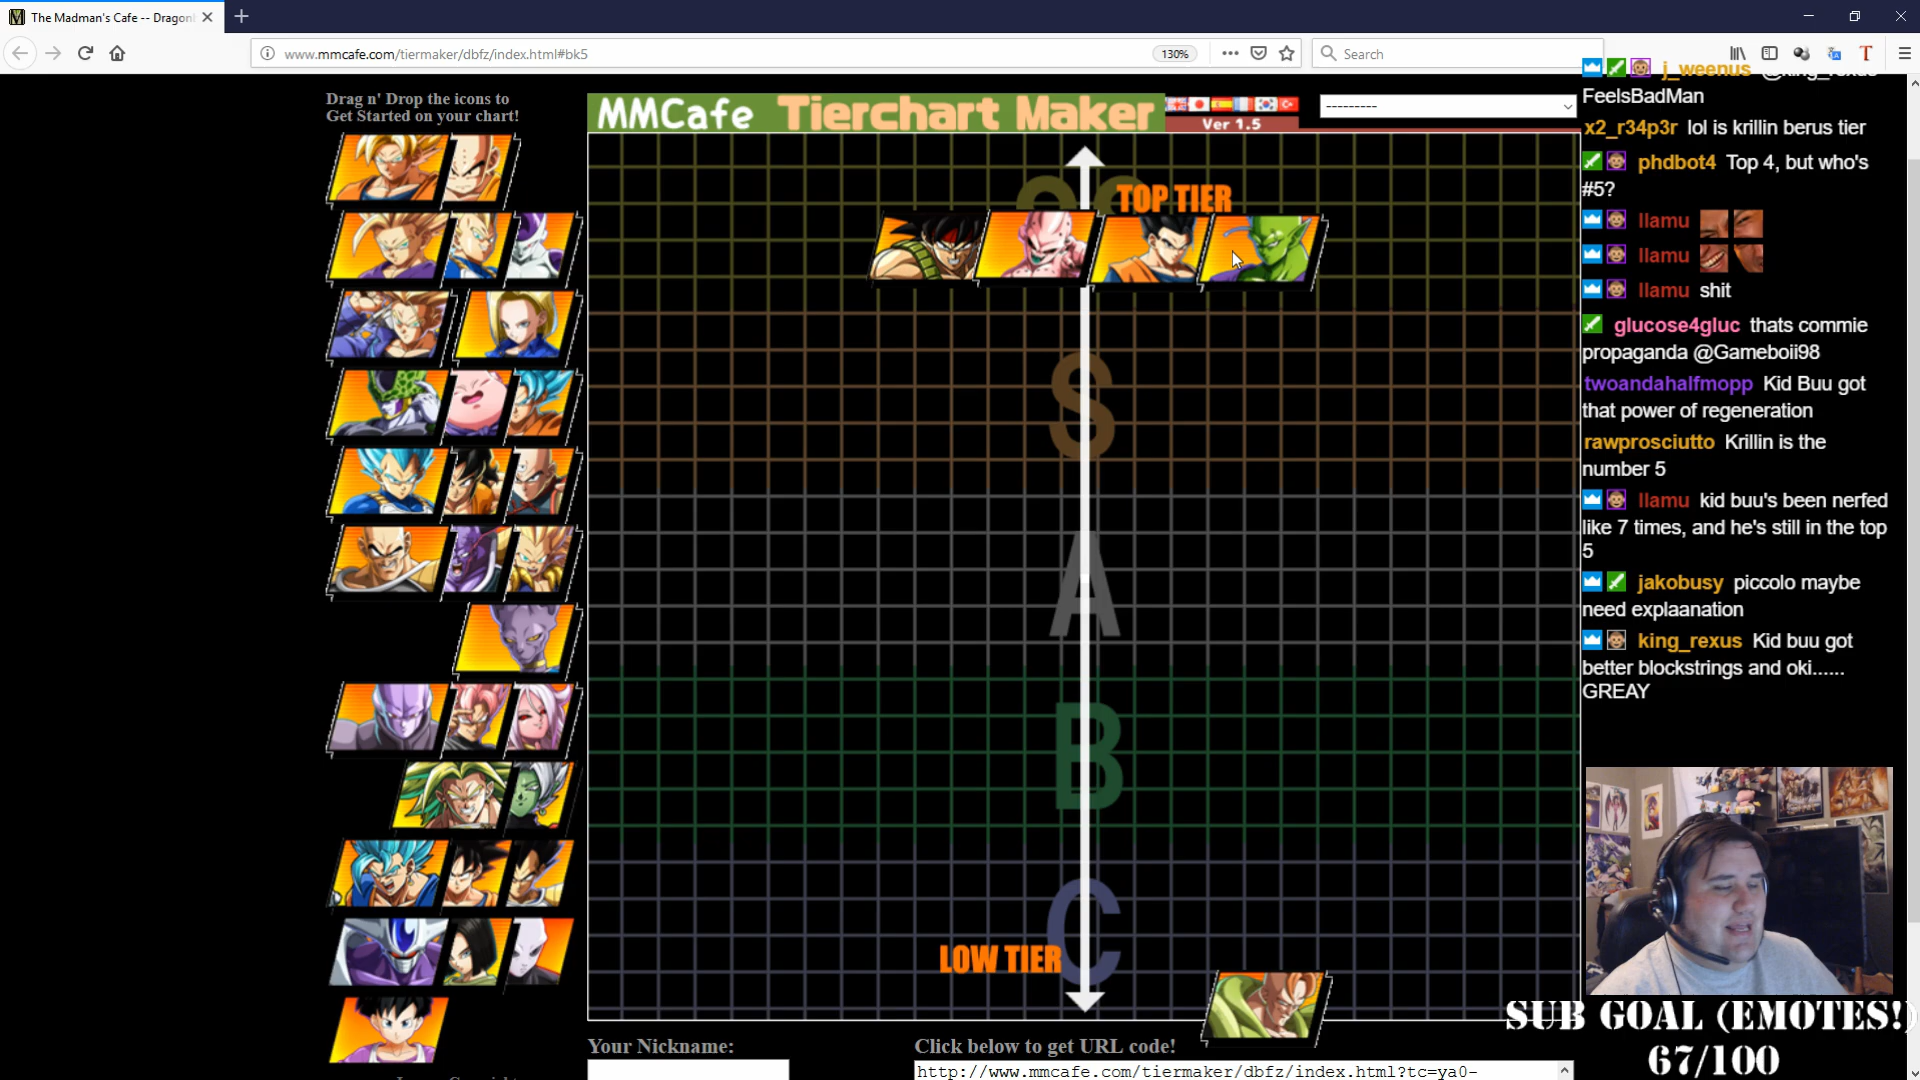 The Madman's Cafe -- Dragon
www.mmcafe.com/tiermaker/dbfz/index.html#bk5
130%
Search
Drag n' Drop the icons to
Get Started on your chart!
MMCafe Tierchart Maker
Ver 1.5
---------
TOP TIER
S
A
B
C
LOW TIER
Your Nickname:
Click below to get URL code!
http://www.mmcafe.com/tiermaker/dbfz/index.html?tc=ya0-
j_weenus @king_rexus
FeelsBadMan
x2_r34p3r lol is krillin berus tier
phdbot4 Top 4, but who's
#5?
llamu
llamu
llamu shit
glucose4gluc thats commie
propaganda @Gameboii98
twoandahalfmopp Kid Buu got
that power of regeneration
rawprosciutto Krillin is the
number 5
llamu kid buu's been nerfed
like 7 times, and he's still in the top
5
jakobusy piccolo maybe
need explaanation
king_rexus Kid buu got
better blockstrings and oki......
GREAY
SUB GOAL (EMOTES!)
67/100